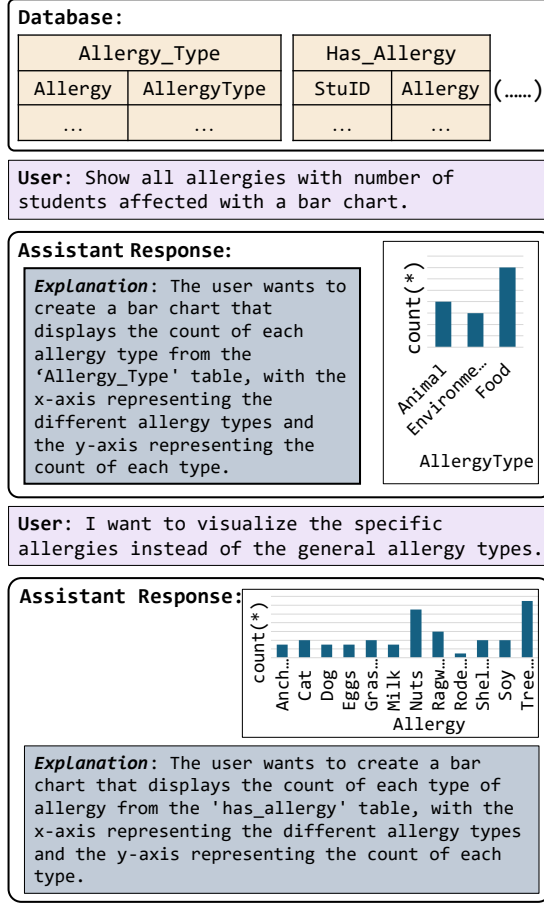 Database:
Allergy_Type Has_Allergy
Allergy AllergyType StuID Allergy (……)
... ... ... ...
User: Show all allergies with number of
students affected with a bar chart.
Assistant Response:
Explanation: The user wants to
create a bar chart that
displays the count of each
allergy type from the
‘Allergy_Type' table, with the
x-axis representing the
different allergy types and
the y-axis representing the
count of each type.
count(*)
Animal
Environme…
Food
AllergyType
User: I want to visualize the specific
allergies instead of the general allergy types.
Assistant Response:
count(*)
Anch…
Cat
Dog
Eggs
Gras…
Milk
Nuts
Ragw…
Rode…
Shel…
Soy
Tree…
Allergy
Explanation: The user wants to create a bar
chart that displays the count of each type of
allergy from the 'has_allergy' table, with the
x-axis representing the different allergy types
and the y-axis representing the count of each
type.